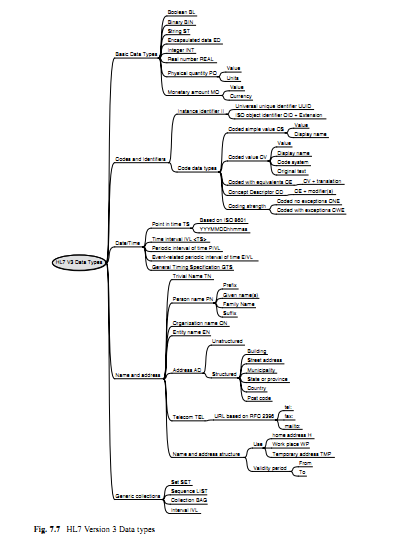 Boolean BL
Binary BIN
String ST
Encapsulated data ED
Integer INT
Real number REAL
Basic Data Types
Physical quantity PQ
Value
Units
Monetary amount MO
Value
Currency
Instance Identifier II
Universal unique identifier UUID
ISO object identifier OID + Extension
Codes and Identifiers
Code data types
Coded simple value CS
Value
Display name
Coded value CV
Value
Display name
Code system
Original text
Coded with equivalents CE
CV + translation
Concept Descriptor CD
CE + modifier(s)
Coding strength
Coded no exceptions CNE
Coded with exceptions CWE
HL7 V3 Data Types
Date/Time
Point in time TS
Based on ISO 8601
YYYYMMDDhhmmss
Time interval IVL <TS>
Periodic interval of time PIVL
Event-related periodic interval of time EIVL
General Timing Specification GTS
Name and address
Trivial Name TN
Person name PN
Prefix
Given name(s)
Family Name
Suffix
Organization name ON
Entity name EN
Address AD
Unstructured
Structured
Building
Street address
Municipality
State or province
Country
Post code
Telecom TEL
URL based on RFC 2396
tel:
fax:
mailto:
Name and address structure
Use
home address H
Work place WP
Temporary address TMP
Validity period
From
To
Generic collections
Set SET
Sequence LIST
Collection BAG
Interval IVL
Fig. 7.7 HL7 Version 3 Data types